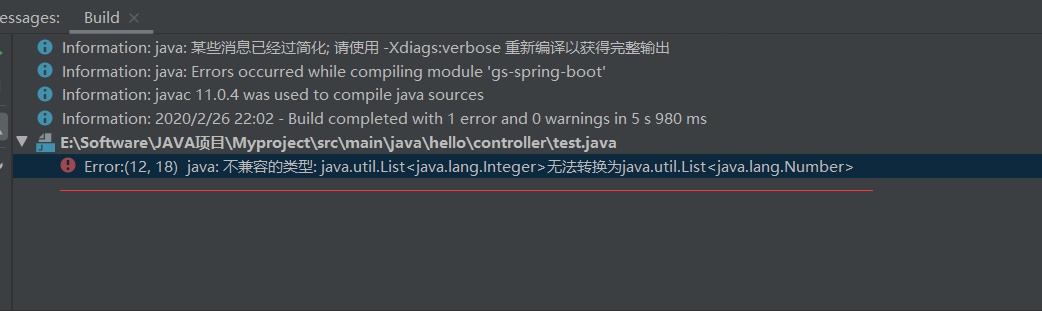 essages: Build
Information: java: 某些消息已经过简化; 请使用 -Xdiags:verbose 重新编译以获得完整输出
Information: java: Errors occurred while compiling module 'gs-spring-boot'
Information: javac 11.0.4 was used to compile java sources
Information: 2020/2/26 22:02 - Build completed with 1 error and 0 warnings in 5 s 980 ms
E:\Software\JAVA项目\Myproject\src\main\java\hello\controller\test.java
Error:(12, 18) java: 不兼容的类型: java.util.List<java.lang.Integer>无法转换为java.util.List<java.lang.Number>